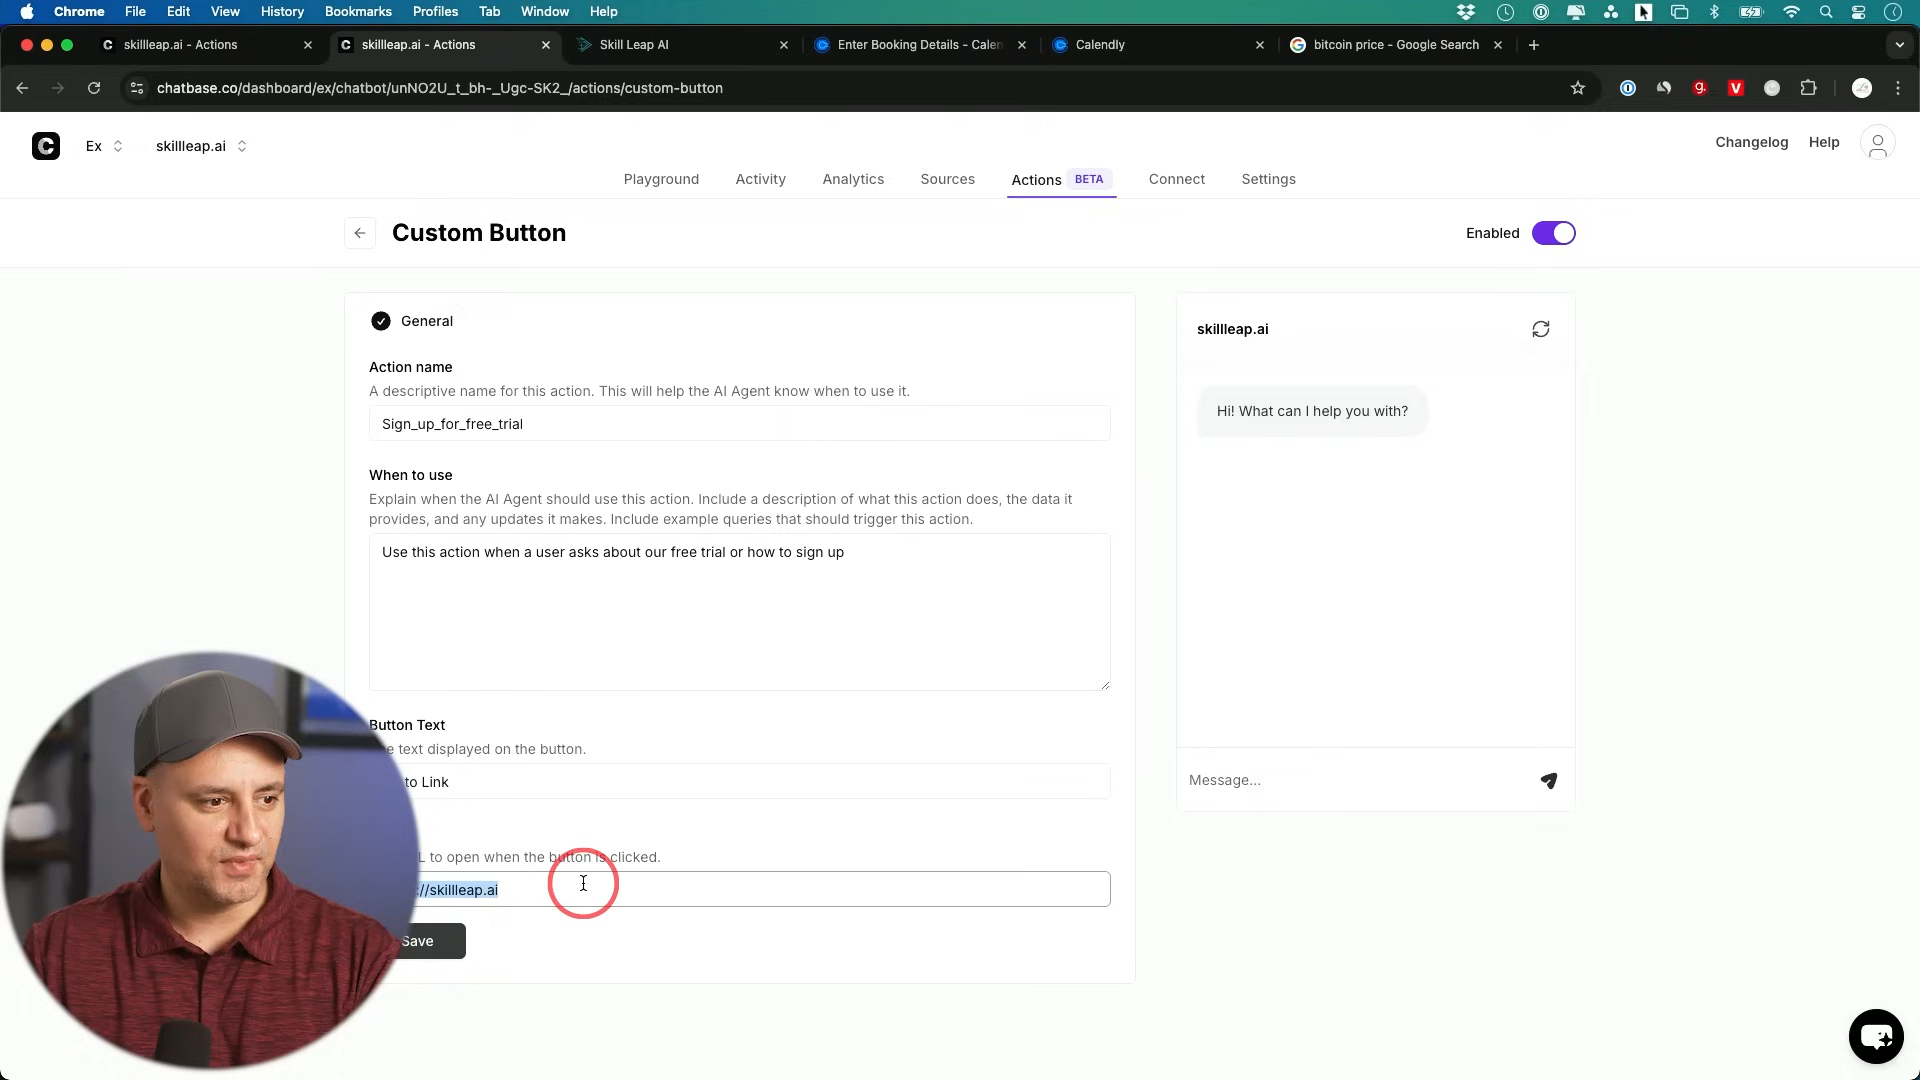 Chrome File Edit View History Bookmarks Profiles Tab Window Help
skillleap.ai - Actions
skillleap.ai - Actions
Skill Leap AI
Enter Booking Details - Calen
Calendly
bitcoin price - Google Search
chatbase.co/dashboard/ex/chatbot/unNO2U_t_bh-_Ugc-SK2_/actions/custom-button
Ex
skillleap.ai
Changelog Help
Playground Activity Analytics Sources Actions BETA Connect Settings
Custom Button
Enabled
General
Action name
A descriptive name for this action. This will help the AI Agent know when to use it.
Sign_up_for_free_trial
When to use
Explain when the AI Agent should use this action. Include a description of what this action does, the data it
provides, and any updates it makes. Include example queries that should trigger this action.
Use this action when a user asks about our free trial or how to sign up
Button Text
text displayed on the button.
to Link
to open when the button is clicked.
://skillleap.ai
Save
skillleap.ai
Hi! What can I help you with?
Message...